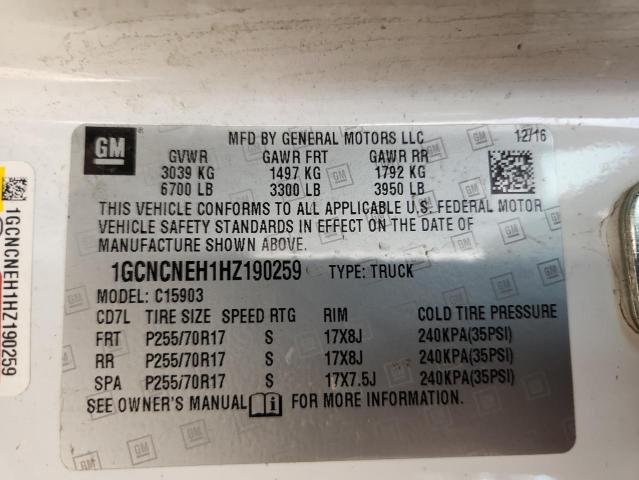 GM
MFD BY GENERAL MOTORS LLC 12/16
GVWR GAWR FRT GAWR RR
3039 KG 1497 KG 1792 KG
6700 LB 3300 LB 3950 LB
THIS VEHICLE CONFORMS TO ALL APPLICABLE U.S. FEDERAL MOTOR
VEHICLE SAFETY STANDARDS IN EFFECT ON THE DATE OF
MANUFACTURE SHOWN ABOVE.
1GCNCNEH1HZ190259 TYPE: TRUCK
MODEL: C15903
CD7L TIRE SIZE SPEED RTG RIM COLD TIRE PRESSURE
FRT P255/70R17 S 17X8J 240KPA(35PSI)
RR P255/70R17 S 17X8J 240KPA(35PSI)
SPA P255/70R17 S 17X7.5J 240KPA(35PSI)
SEE OWNER'S MANUAL FOR MORE INFORMATION.
1GCNCNEH1HZ190259